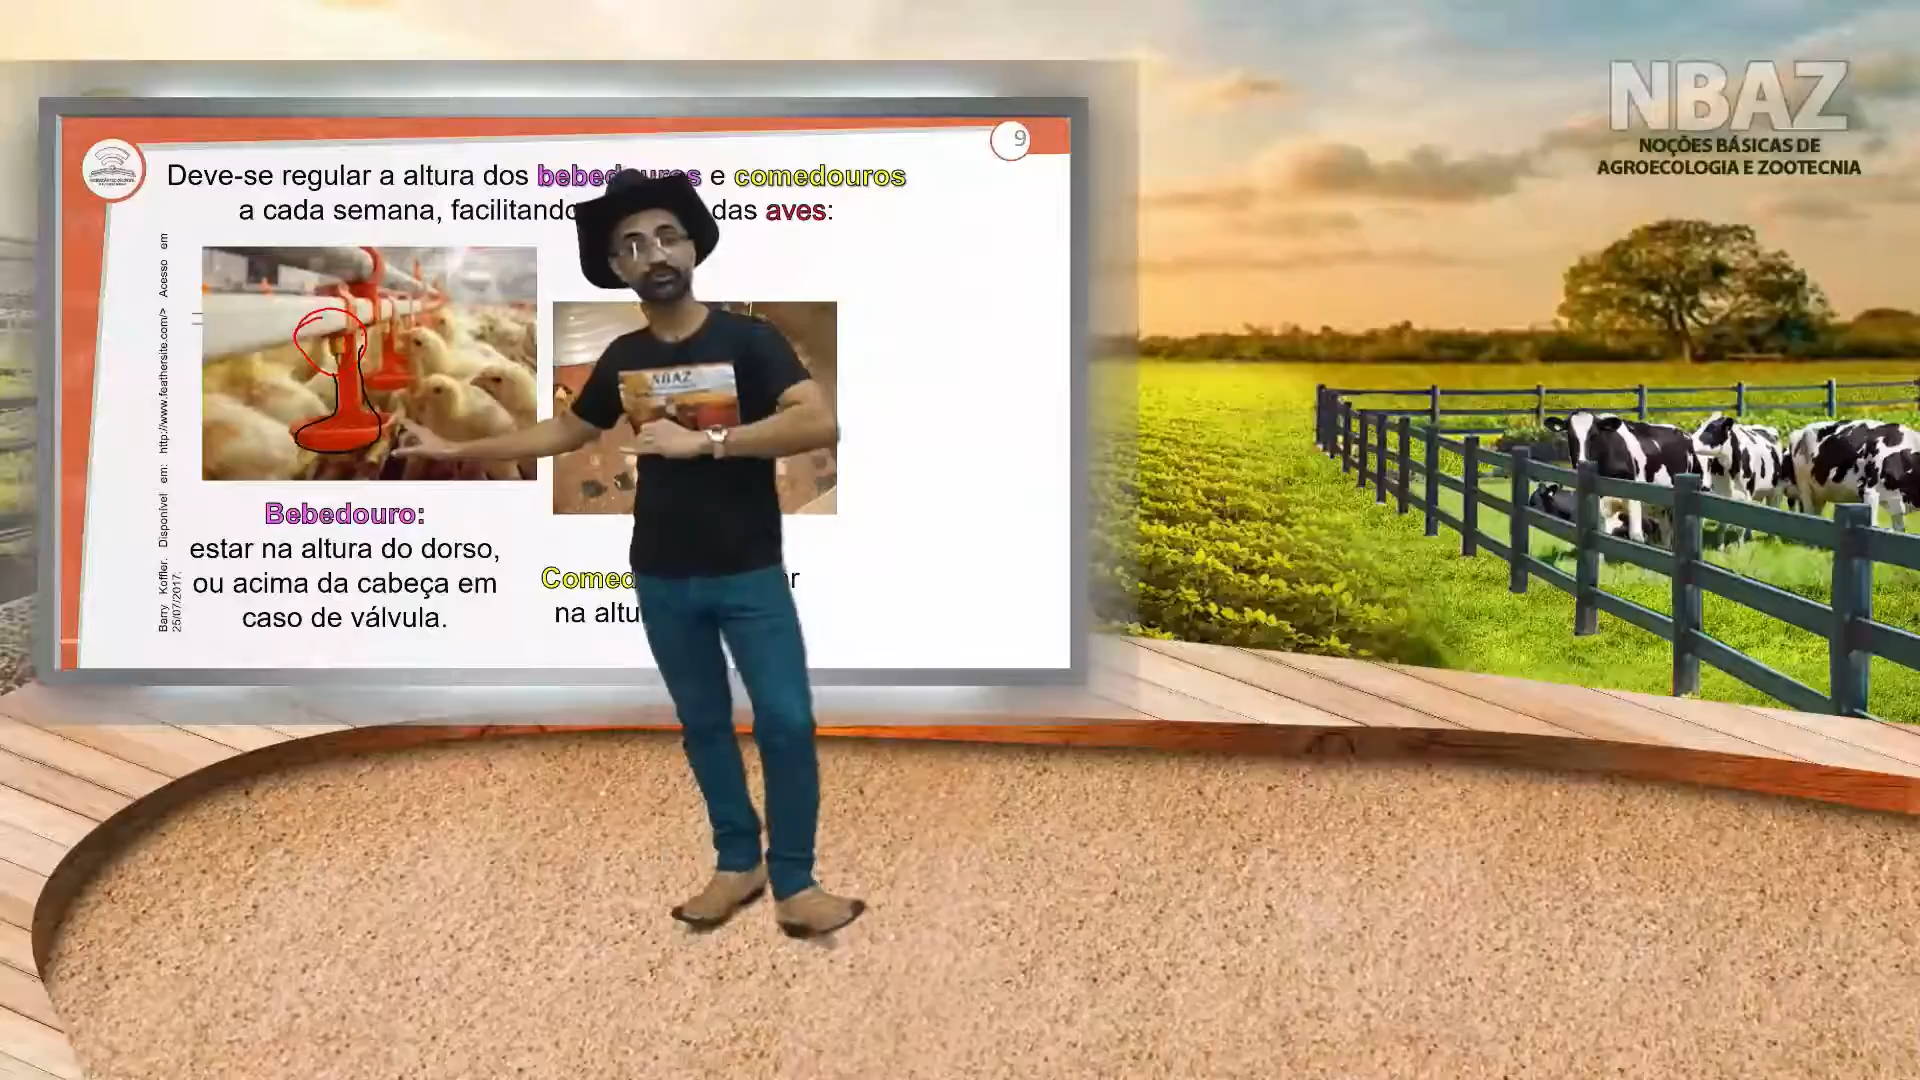 NBAZ
NOÇÕES BÁSICAS DE
AGROECOLOGIA E ZOOTECNIA
9
Deve-se regular a altura dos bebedouros e comedouros
a cada semana, facilitando das aves:
Barry Koffler. Disponível em: http://www.feathersite.com/> Acesso em
25/07/2017.
NBAZ
Bebedouro:
estar na altura do dorso,
ou acima da cabeça em
caso de válvula.
Comed r
na altu